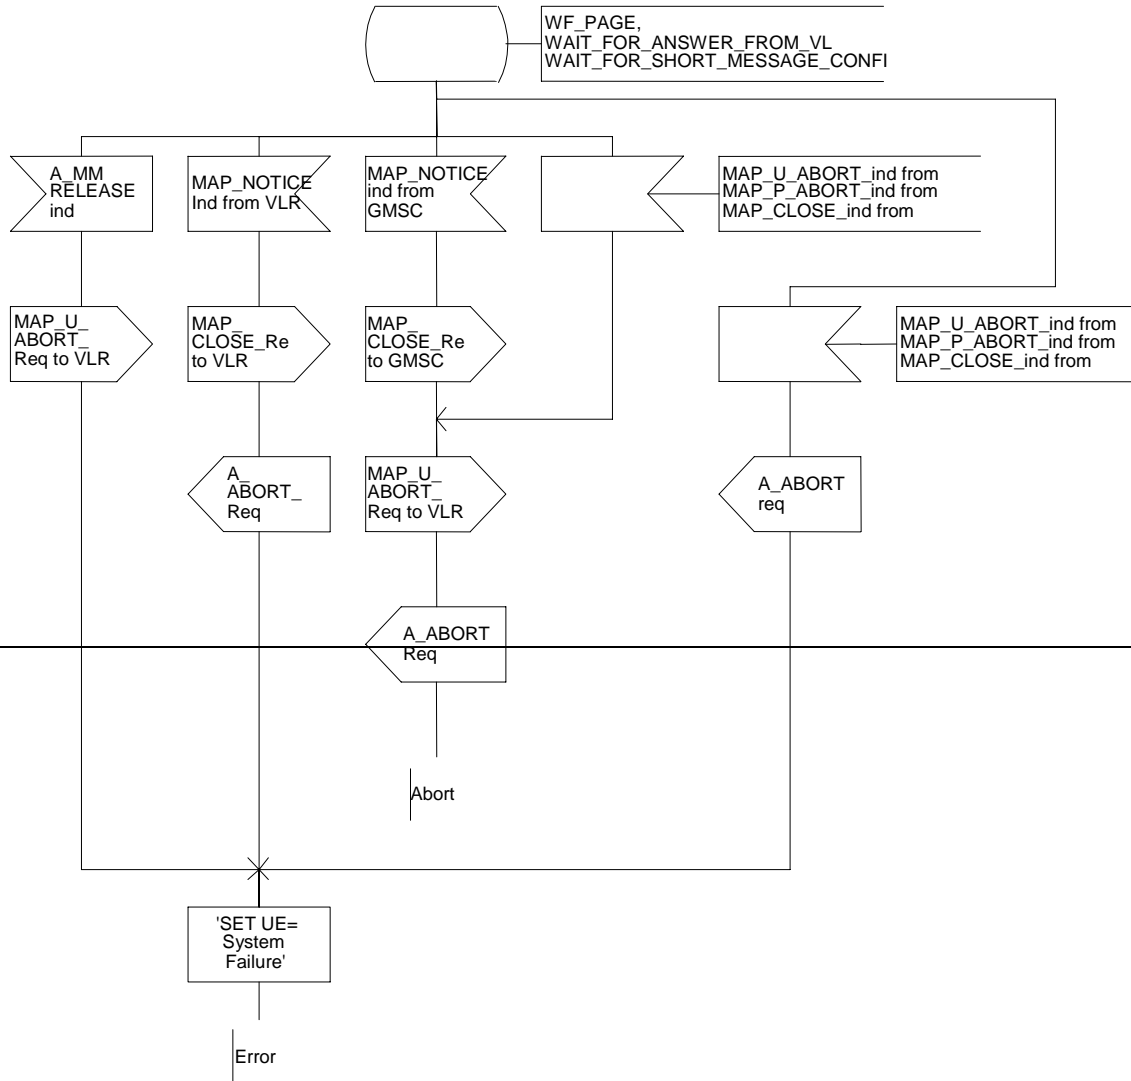 WF_PAGE,
WAIT_FOR_ANSWER_FROM_VL
WAIT_FOR_SHORT_MESSAGE_CONFI
A_MM
RELEASE
ind
MAP_NOTICE
Ind from VLR
MAP_NOTICE
ind from
GMSC
MAP_U_ABORT_ind from
MAP_P_ABORT_ind from
MAP_CLOSE_ind from
MAP_U_
ABORT_
Req to VLR
MAP_
CLOSE_Re
to VLR
MAP_
CLOSE_Re
to GMSC
MAP_U_ABORT_ind from
MAP_P_ABORT_ind from
MAP_CLOSE_ind from
A_
ABORT_
Req
MAP_U_
ABORT_
Req to VLR
A_ABORT
req
A_ABORT
Req
Abort
'SET UE=
System
Failure'
Error